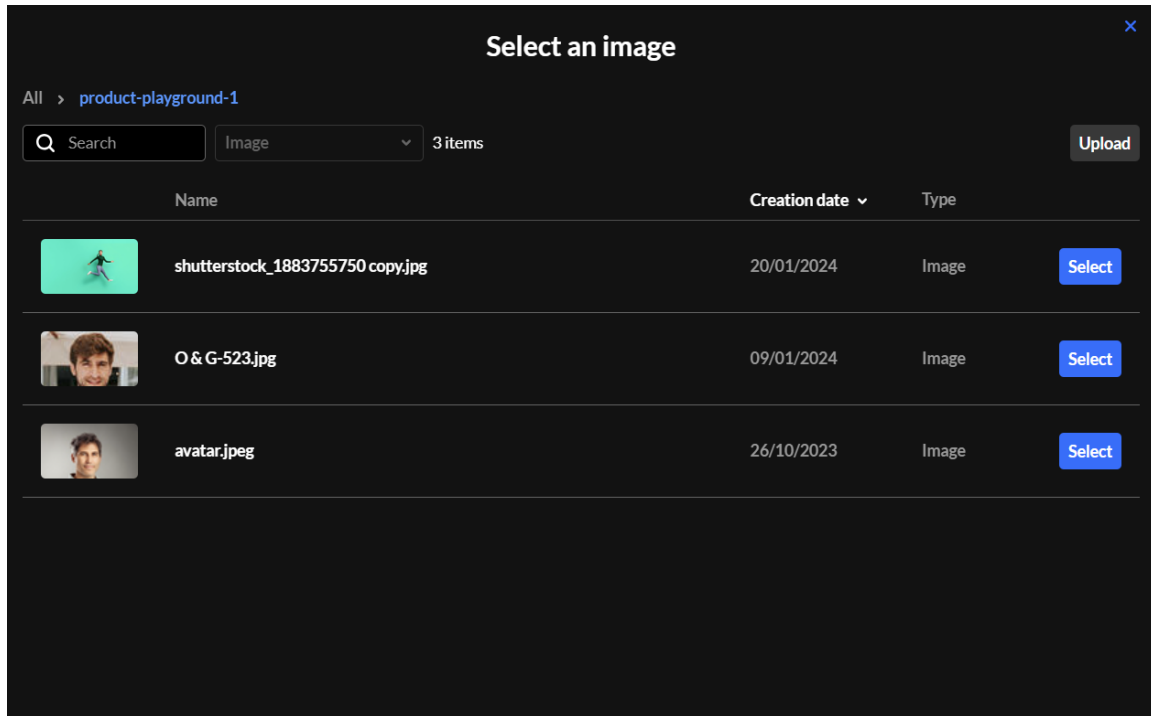 Select an image
All > product-playground-1
Search Image 3 items Upload
Name Creation date Type
shutterstock_1883755750 copy.jpg 20/01/2024 Image Select
O & G-523.jpg 09/01/2024 Image Select
avatar.jpeg 26/10/2023 Image Select